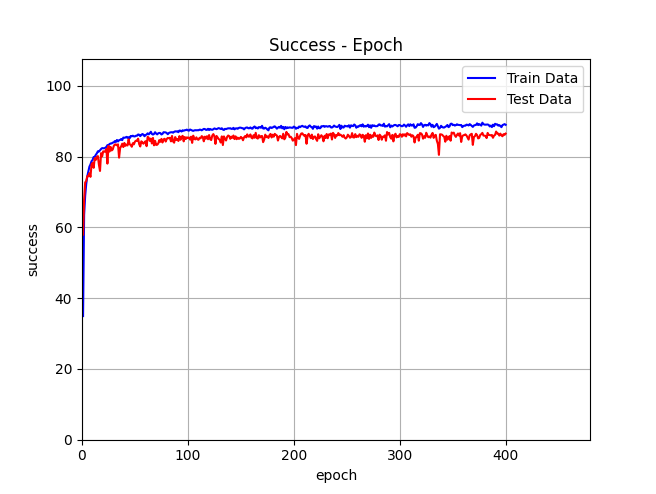 Success - Epoch
Train Data
Test Data
100
80
60
40
20
0
success
0 100 200 300 400
epoch